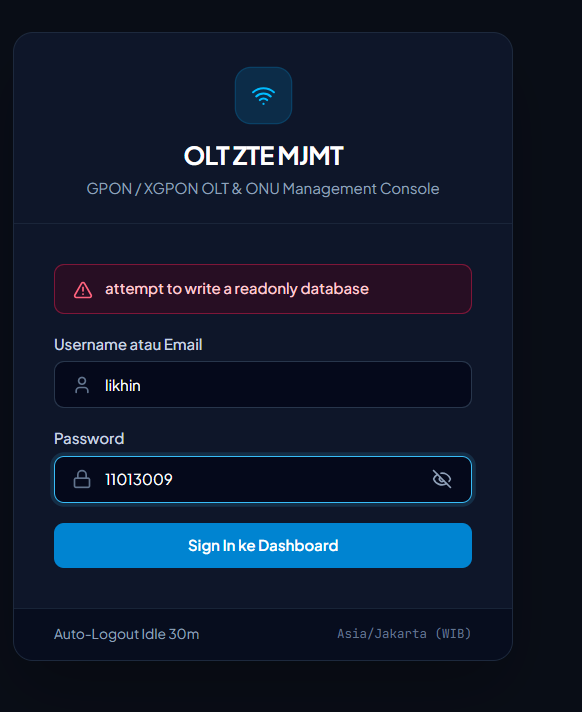 OLT ZTE MJMT
GPON / XGPON OLT & ONU Management Console
attempt to write a readonly database
Username atau Email
likhin
Password
11013009
Sign In ke Dashboard
Auto-Logout Idle 30m
Asia/Jakarta (WIB)